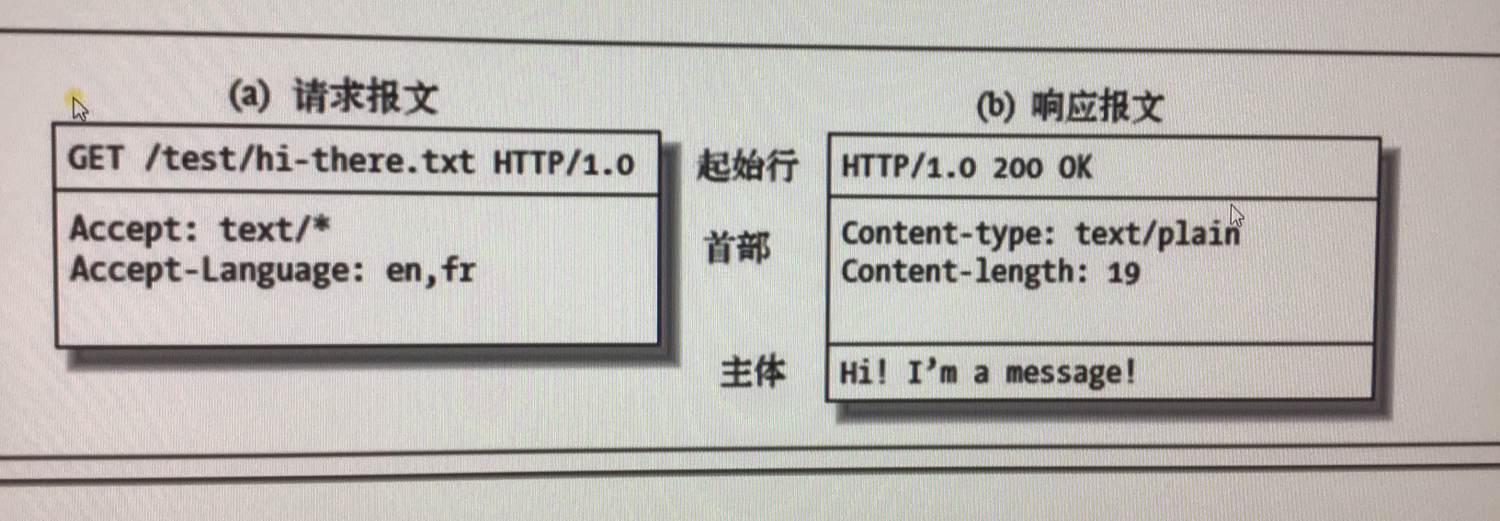 (a) 请求报文
GET /test/hi-there.txt HTTP/1.0
Accept: text/*
Accept-Language: en,fr
起始行
首部
主体
(b) 响应报文
HTTP/1.0 200 OK
Content-type: text/plain
Content-length: 19
Hi! I’m a message!